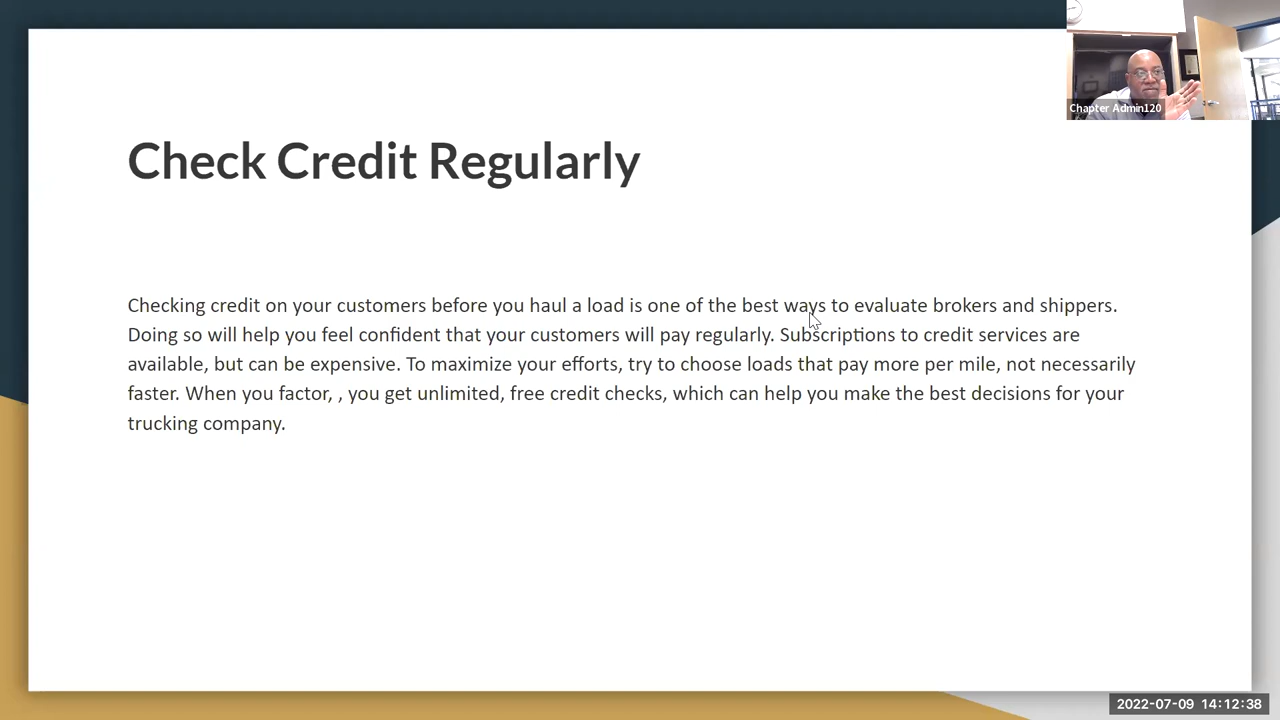 Chapter Admin120
Check Credit Regularly
Checking credit on your customers before you haul a load is one of the best ways to evaluate brokers and shippers.
Doing so will help you feel confident that your customers will pay regularly. Subscriptions to credit services are
available, but can be expensive. To maximize your efforts, try to choose loads that pay more per mile, not necessarily
faster. When you factor, , you get unlimited, free credit checks, which can help you make the best decisions for your
trucking company.
2022-07-09 14:12:38